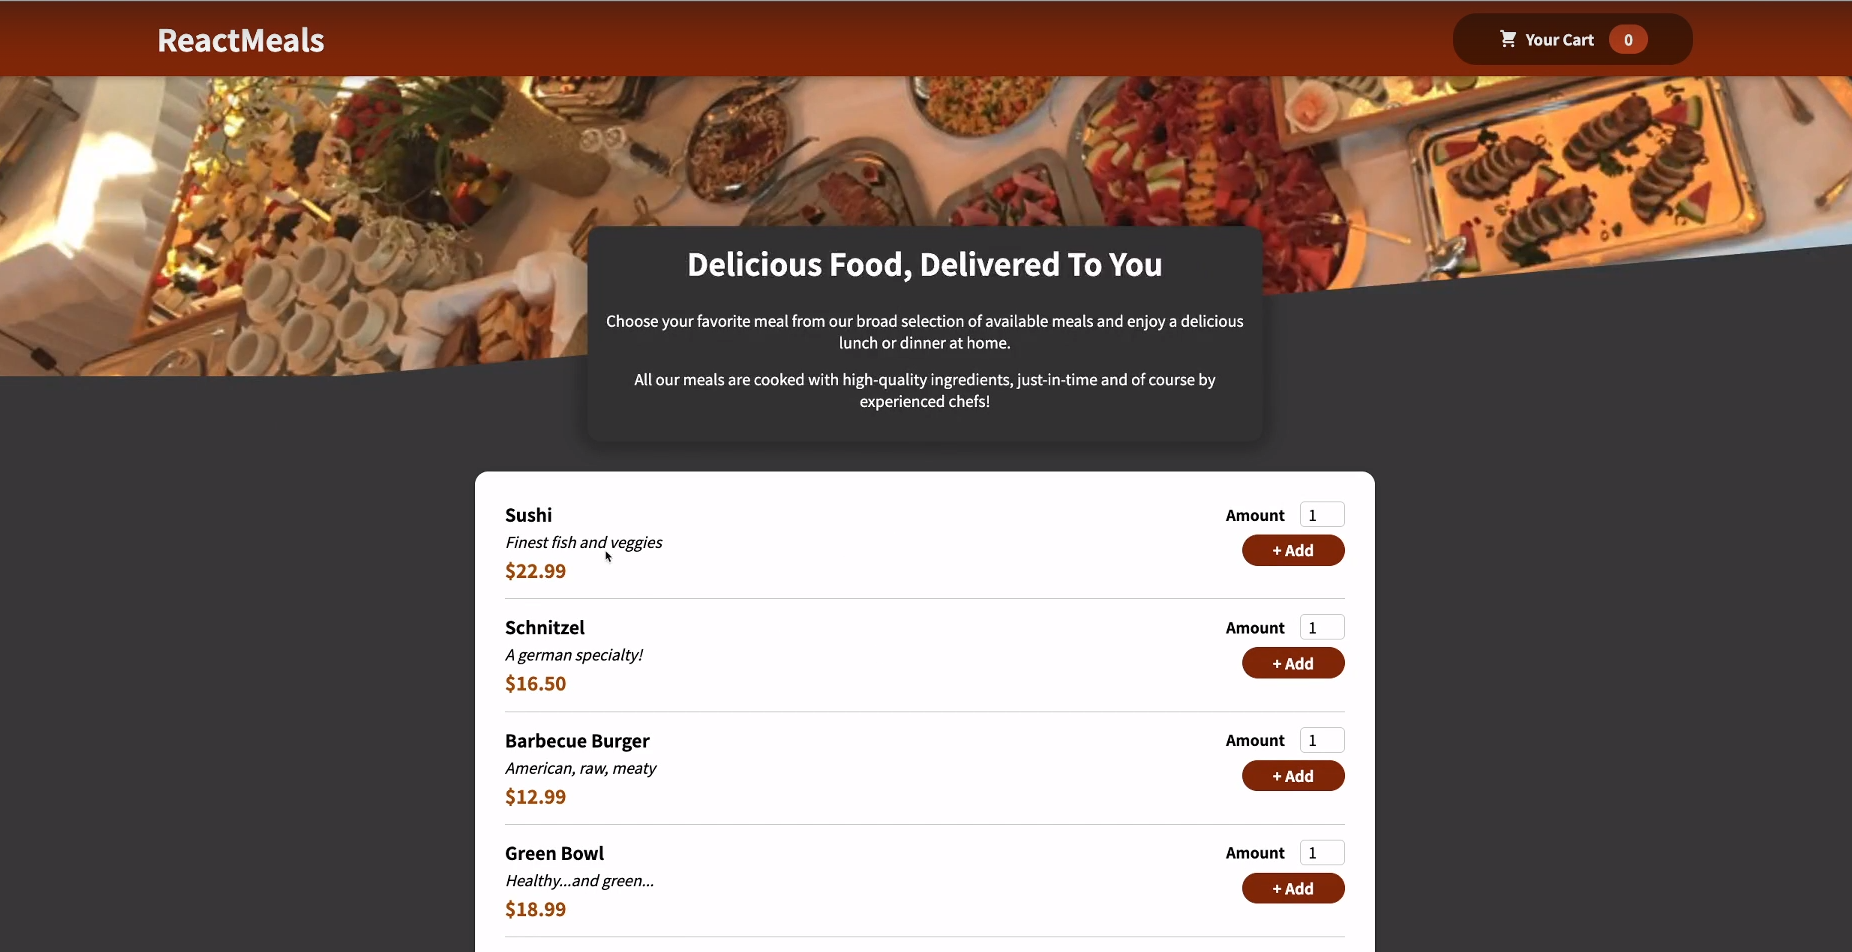 ReactMeals
Your Cart 0
Delicious Food, Delivered To You
Choose your favorite meal from our broad selection of available meals and enjoy a delicious
lunch or dinner at home.
All our meals are cooked with high-quality ingredients, just-in-time and of course by
experienced chefs!
Sushi
Finest fish and veggies
$22.99
Amount 1
+ Add
Schnitzel
A german specialty!
$16.50
Amount 1
+ Add
Barbecue Burger
American, raw, meaty
$12.99
Amount 1
+ Add
Green Bowl
Healthy...and green...
$18.99
Amount 1
+ Add